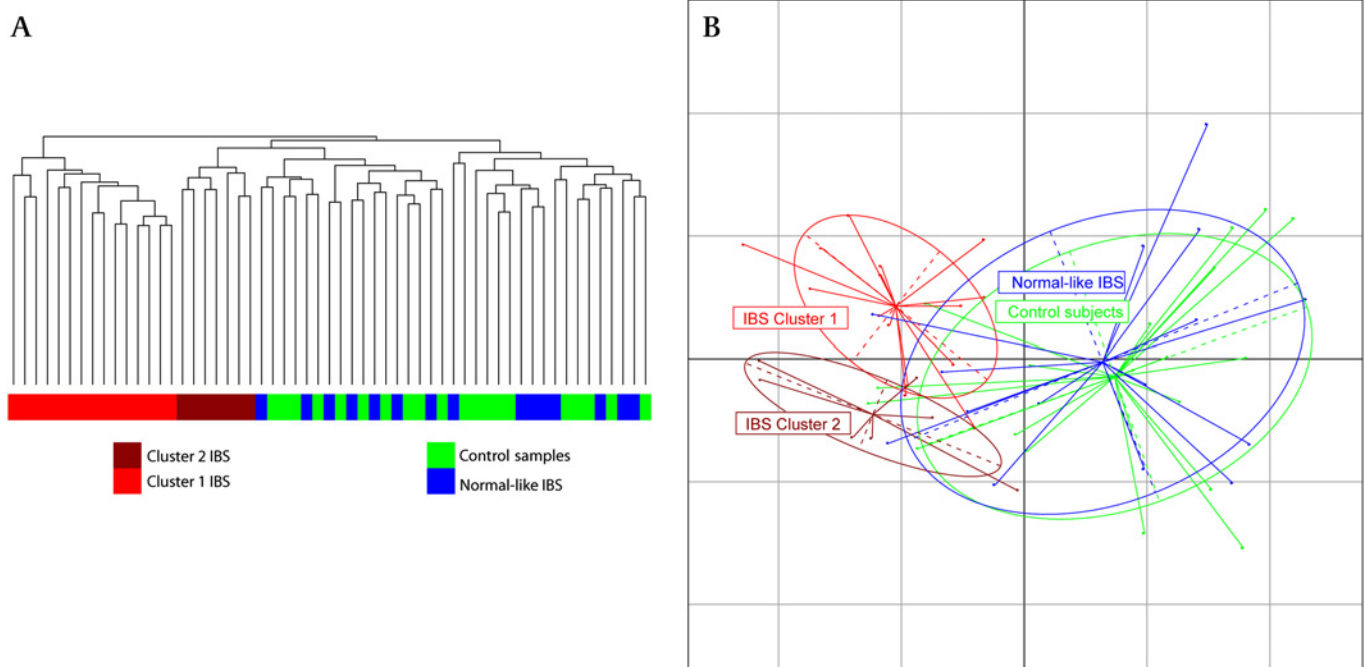 A
Cluster 2 IBS
Cluster 1 IBS
Control samples
Normal-like IBS
B
Normal-like IBS
Control subjects
IBS Cluster 1
IBS Cluster 2